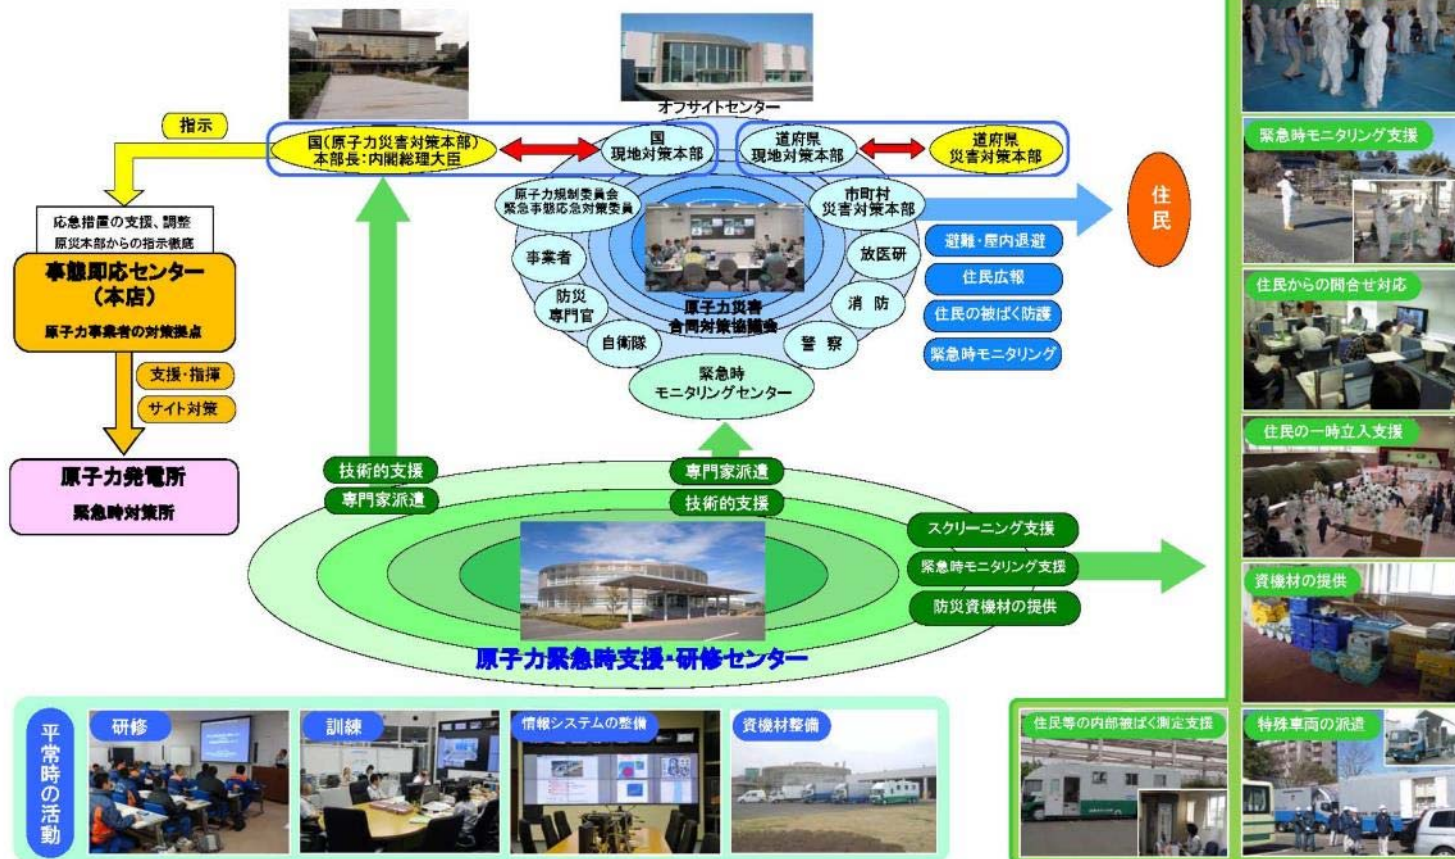 オフサイトセンター
指示
国(原子力災害対策本部)
本部長:内閣総理大臣
国
現地対策本部
道府県
現地対策本部
道府県
災害対策本部
原子力規制委員会
緊急事態応急対策委員
市町村
災害対策本部
住民
応急措置の支援、調整
原災本部からの指示徹底
事態即応センター
(本店)
原子力事業者の対策拠点
事業者
放医研
防災
専門官
消防
自衛隊
警察
原子力災害
合同対策協議会
緊急時
モニタリングセンター
避難・屋内退避
住民広報
住民の被ばく防護
緊急時モニタリング
支援・指揮
サイト対策
原子力発電所
緊急時対策所
技術的支援
専門家派遣
専門家派遣
技術的支援
スクリーニング支援
緊急時モニタリング支援
防災資機材の提供
原子力緊急時支援・研修センター
緊急時モニタリング支援
住民からの問合せ対応
住民の一時立入支援
資機材の提供
住民等の内部被ばく測定支援
特殊車両の派遣
平常時の活動
研修
訓練
情報システムの整備
資機材整備